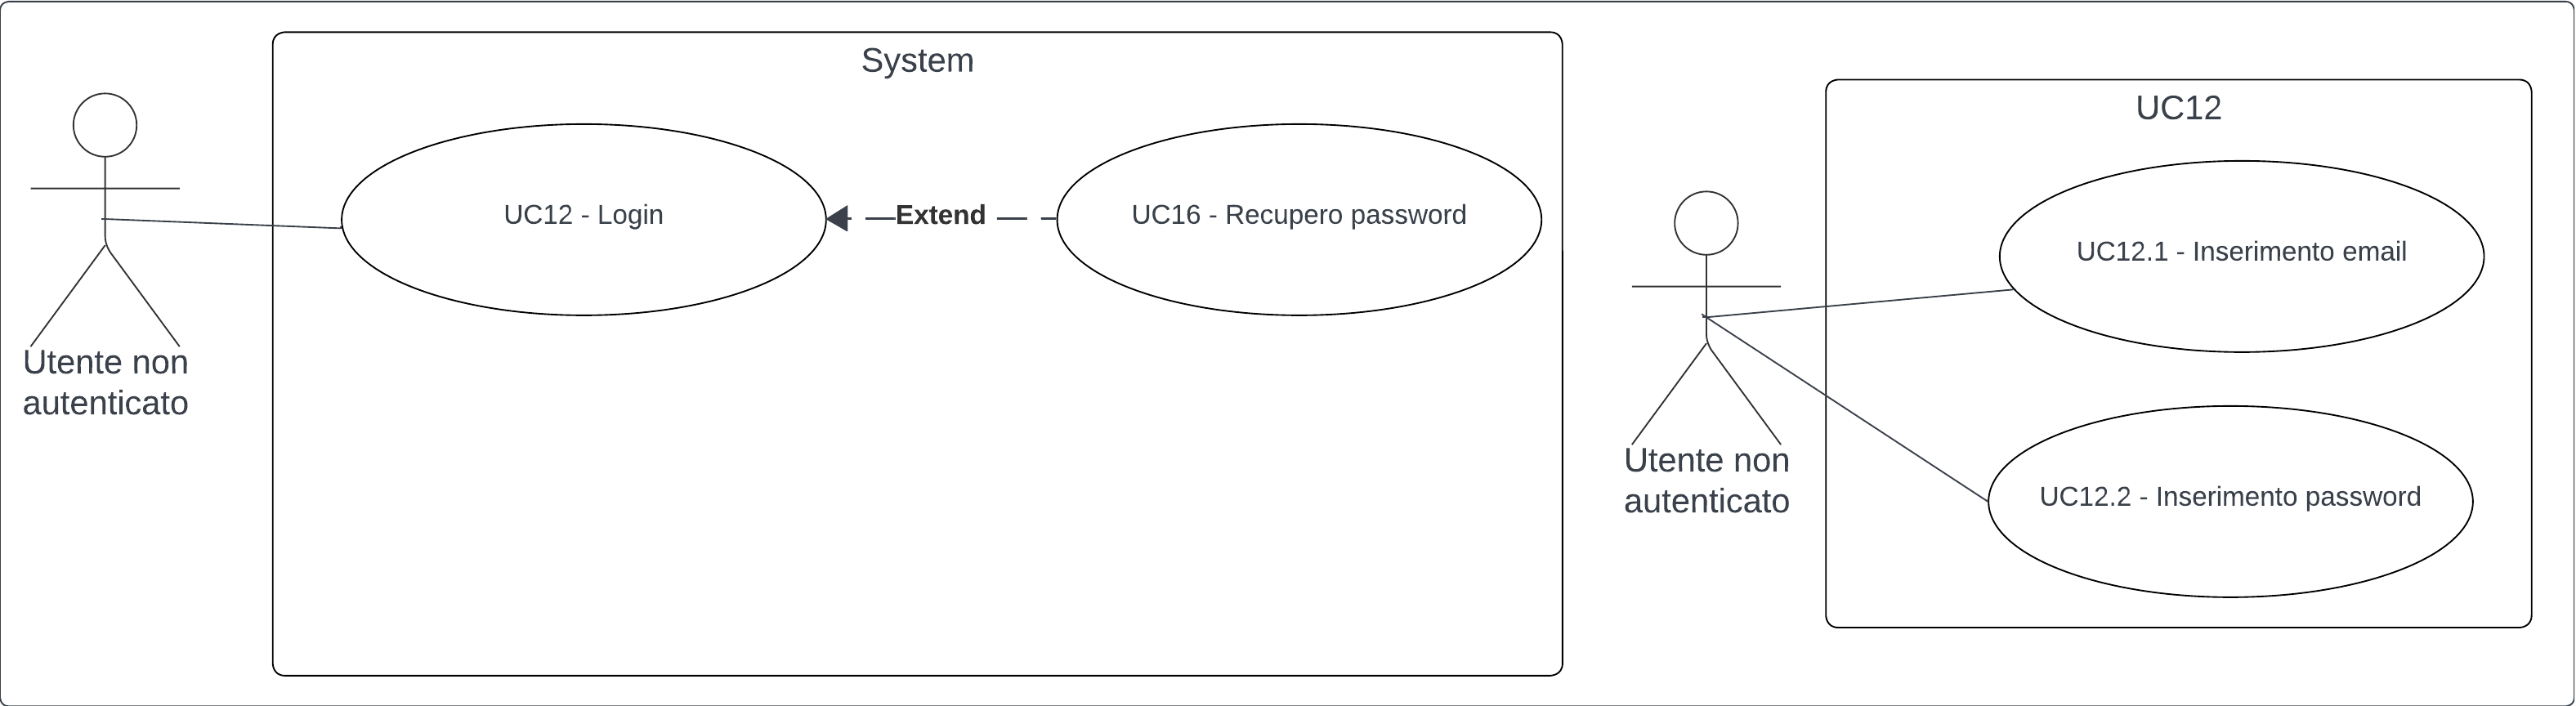 System
UC12 - Login
Extend
UC16 - Recupero password
Utente non
autenticato
UC12
UC12.1 - Inserimento email
UC12.2 - Inserimento password
Utente non
autenticato